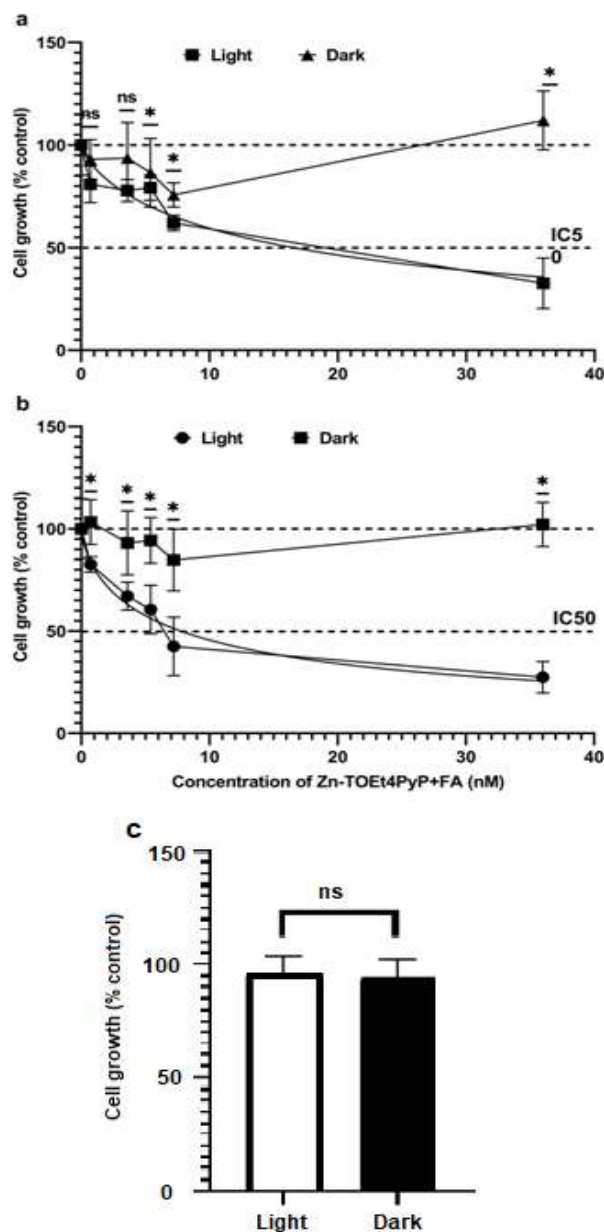 a
150
Light Dark
*
ns ns *
*
100
Cell growth (% control)
50
IC5
0
0
0 10 20 30 40
b
150
Light Dark
* * * * *
100
Cell growth (% control)
50
IC50
0
0 10 20 30 40
Concentration of Zn-TOEt4PyP+FA (nM)
c
150
ns
100
Cell growth (% control)
50
0
Light Dark